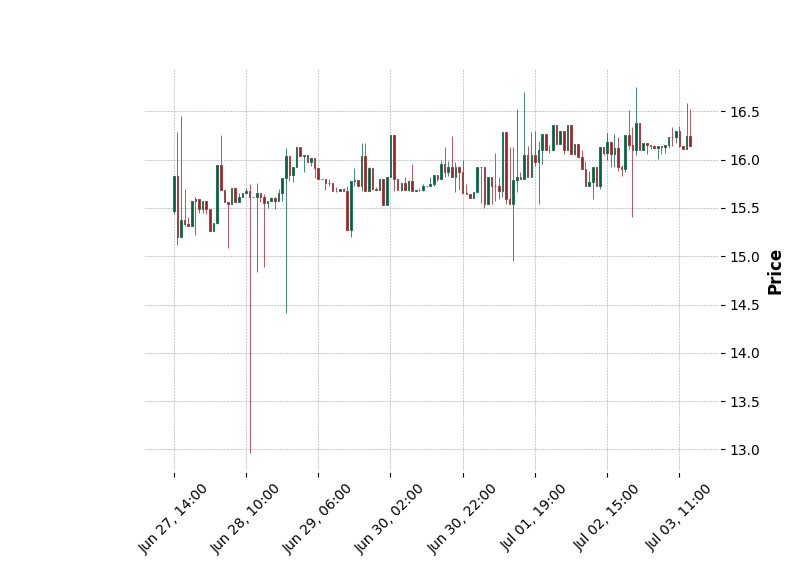 16.5
16.0
15.5
15.0
14.5
14.0
13.5
13.0
Price
Jun 27, 14:00
Jun 28, 10:00
Jun 29, 06:00
Jun 30, 02:00
Jun 30, 22:00
Jul 01, 19:00
Jul 02, 15:00
Jul 03, 11:00